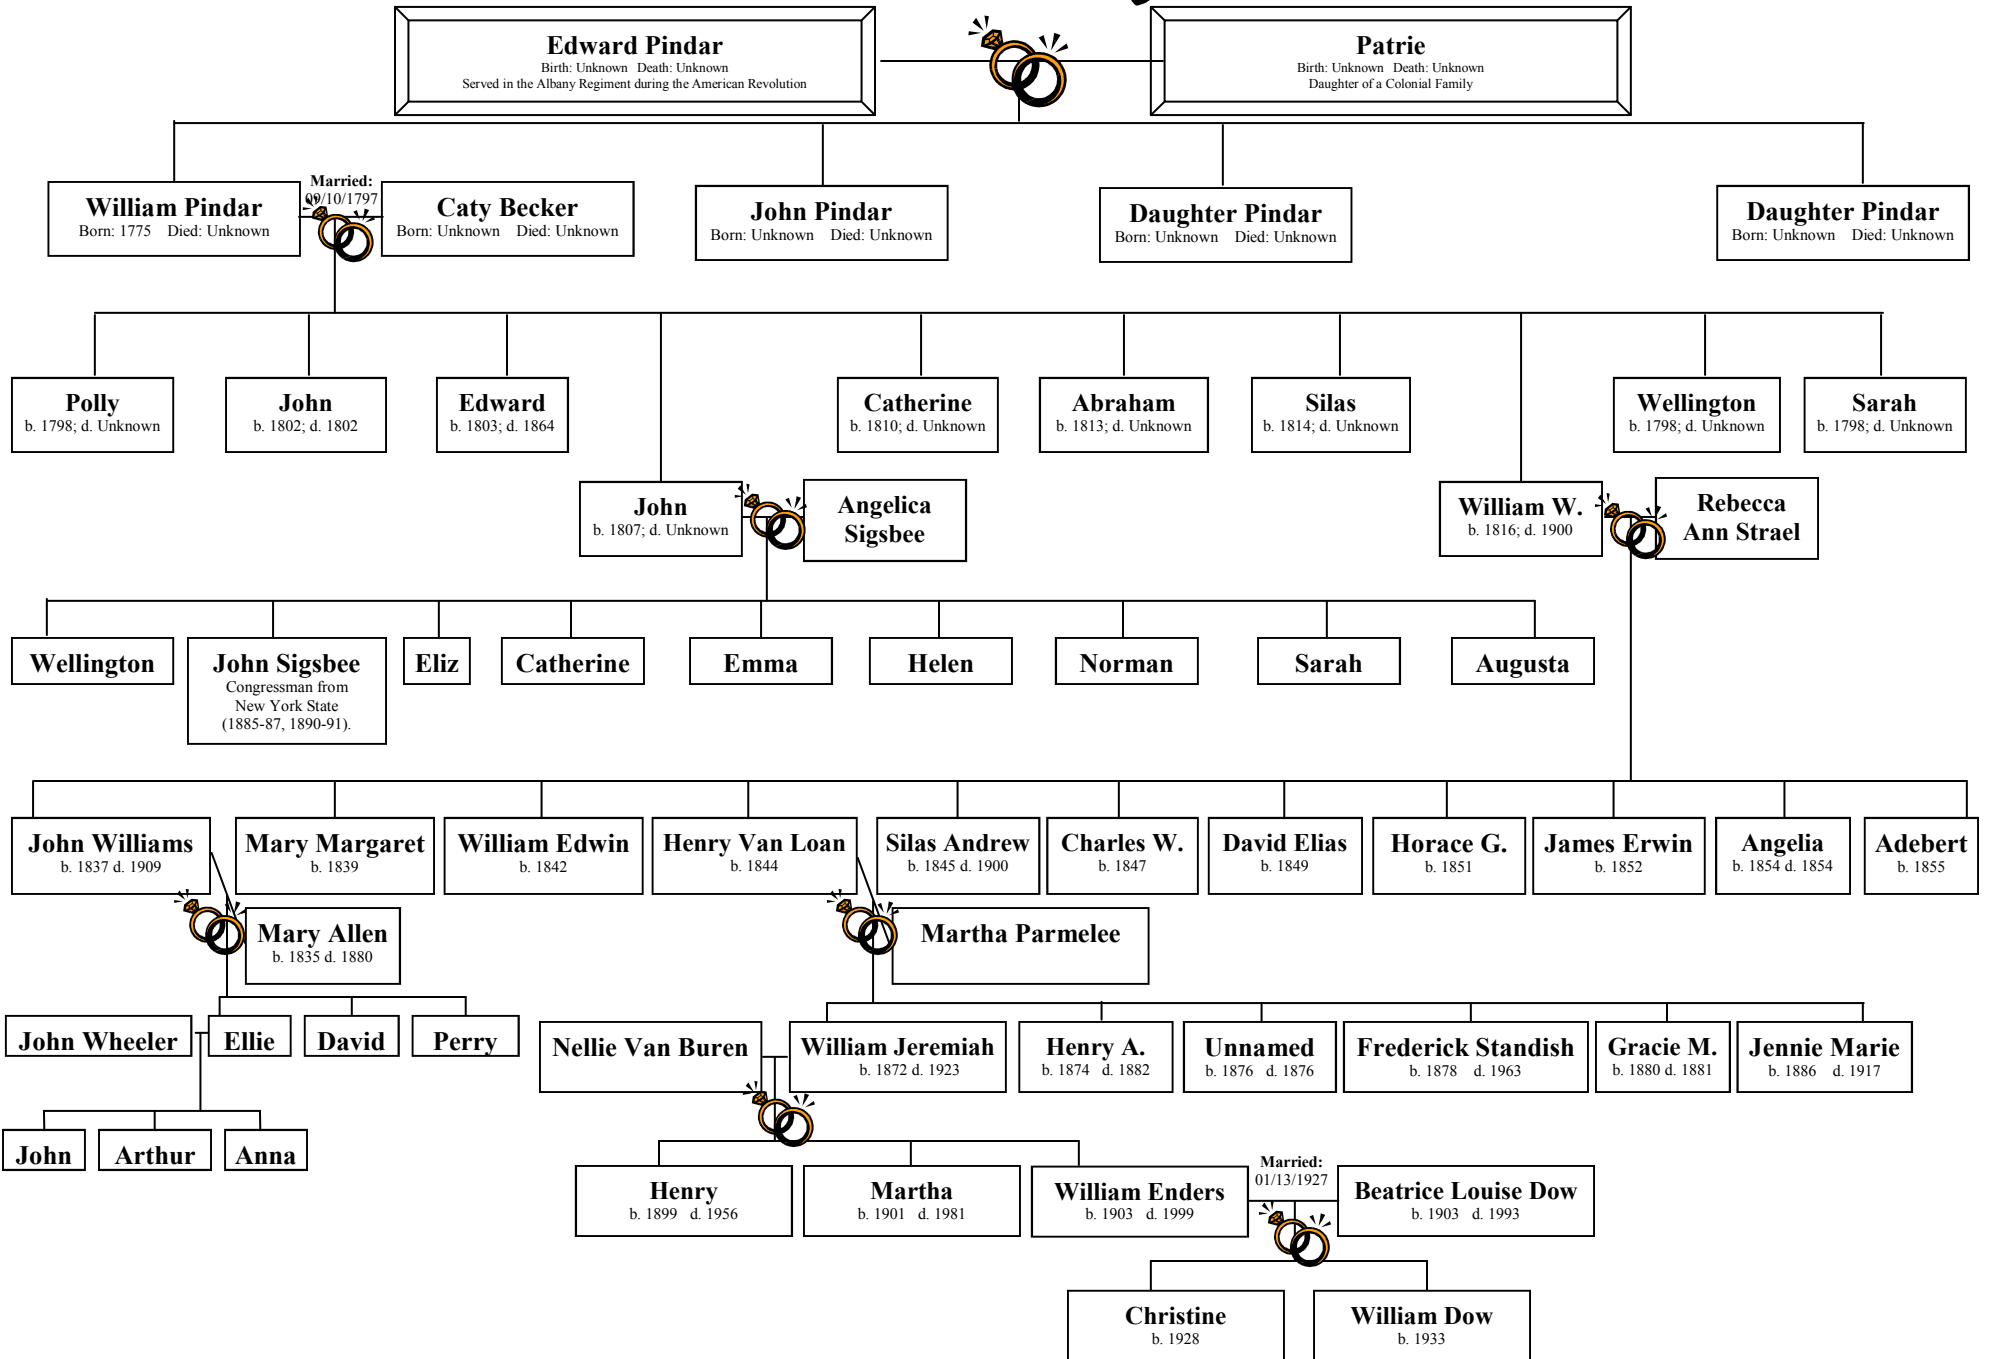 Edward Pindar
Birth: Unknown Death: Unknown
Served in the Albany Regiment during the American Revolution
Patrie
Birth: Unknown Death: Unknown
Daughter of a Colonial Family
William Pindar
Born: 1775 Died: Unknown
Married:
09/10/1797
Caty Becker
Born: Unknown Died: Unknown
John Pindar
Born: Unknown Died: Unknown
Daughter Pindar
Born: Unknown Died: Unknown
Daughter Pindar
Born: Unknown Died: Unknown
Polly
b. 1798; d. Unknown
John
b. 1802; d. 1802
Edward
b. 1803; d. 1864
Catherine
b. 1810; d. Unknown
Abraham
b. 1813; d. Unknown
Silas
b. 1814; d. Unknown
Wellington
b. 1798; d. Unknown
Sarah
b. 1798; d. Unknown
John
b. 1807; d. Unknown
Angelica
Sigsbee
William W.
b. 1816; d. 1900
Rebecca
Ann Strael
Wellington
John Sigsbee
Congressman from
New York State
(1885-87, 1890-91).
Eliz
Catherine
Emma
Helen
Norman
Sarah
Augusta
John Williams
b. 1837 d. 1909
Mary Margaret
b. 1839
William Edwin
b. 1842
Henry Van Loan
b. 1844
Silas Andrew
b. 1845 d. 1900
Charles W.
b. 1847
David Elias
b. 1849
Horace G.
b. 1851
James Erwin
b. 1852
Angelia
b. 1854 d. 1854
Adebert
b. 1855
Mary Allen
b. 1835 d. 1880
Martha Parmelee
John Wheeler
Ellie
David
Perry
Nellie Van Buren
William Jeremiah
b. 1872 d. 1923
Henry A.
b. 1874 d. 1882
Unnamed
b. 1876 d. 1876
Frederick Standish
b. 1878 d. 1963
Gracie M.
b. 1880 d. 1881
Jennie Marie
b. 1886 d. 1917
John
Arthur
Anna
Henry
b. 1899 d. 1956
Martha
b. 1901 d. 1981
William Enders
b. 1903 d. 1999
Married:
01/13/1927
Beatrice Louise Dow
b. 1903 d. 1993
Christine
b. 1928
William Dow
b. 1933